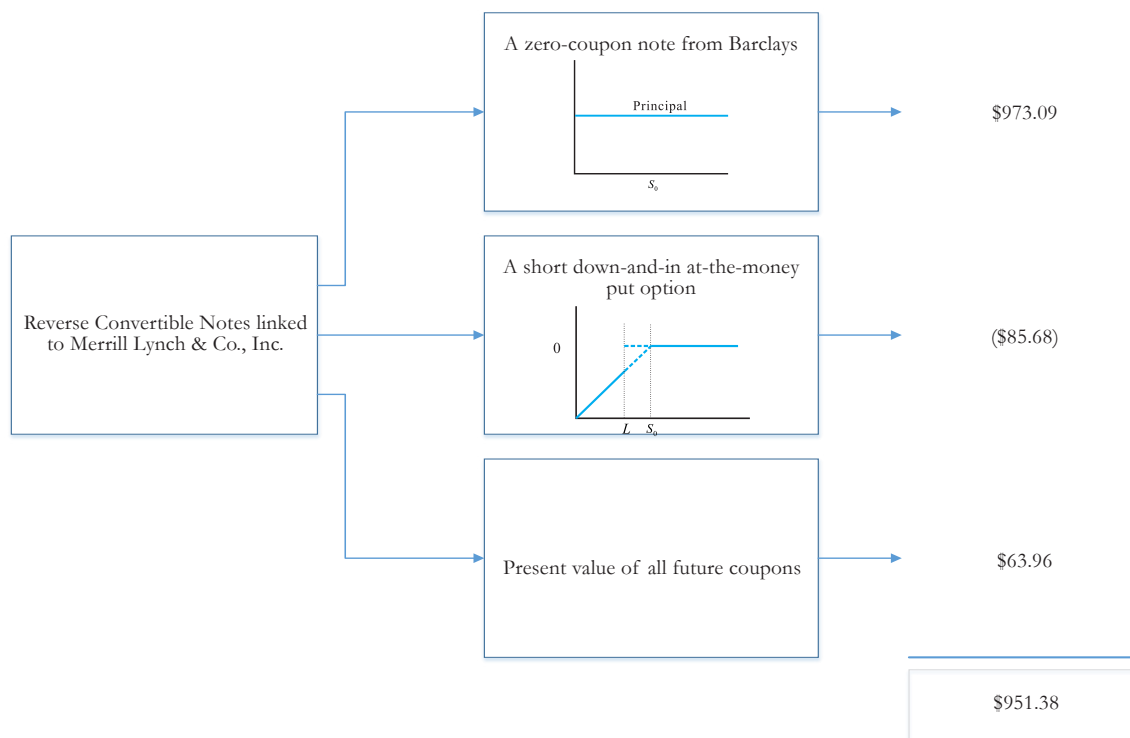 A zero-coupon note from Barclays
Principal
S₀
$973.09
Reverse Convertible Notes linked
to Merrill Lynch & Co., Inc.
A short down-and-in at-the-money
put option
0
L S₀
($85.68)
Present value of all future coupons
$63.96
$951.38